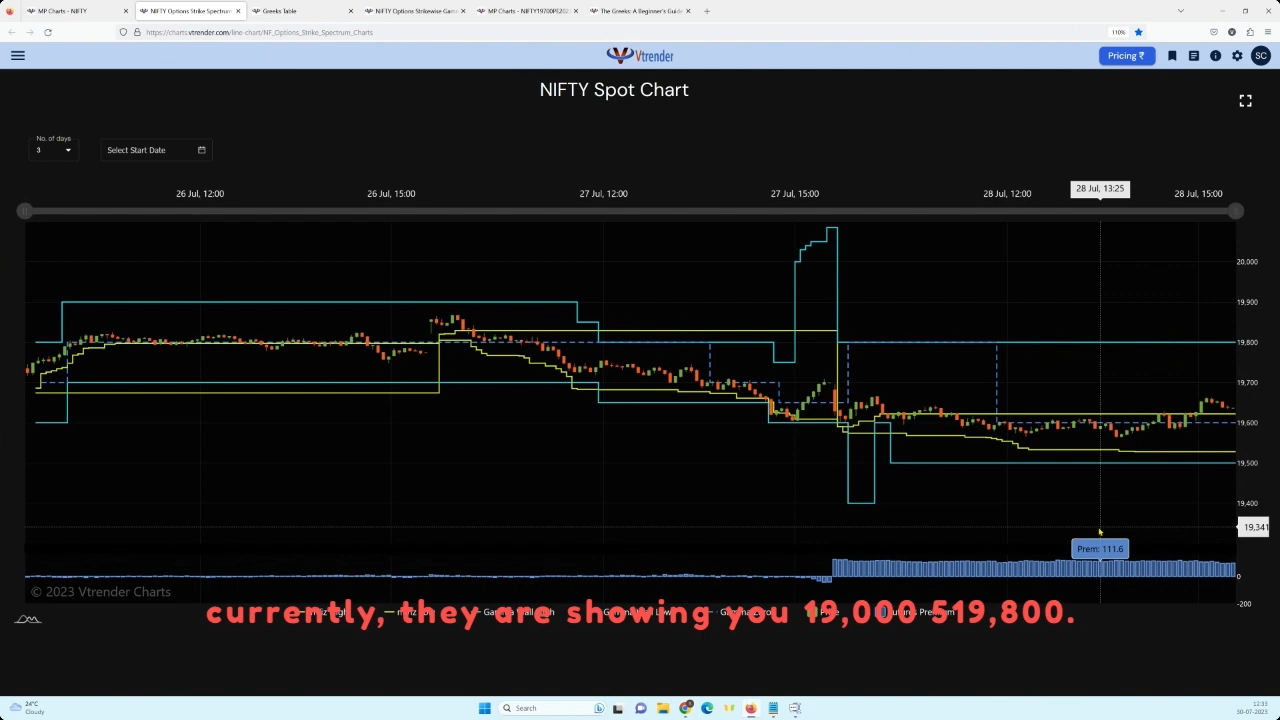 MP Charts - NIFTY
NIFTY Options Strike Spectrum
Greeks Table
NIFTY Options Strikewise Gam
MP Charts - NIFTY19700PE202
The Greeks: A Beginner's Guide
https://charts.vtrender.com/line-chart/NF_Options_Strike_Spectrum_Charts
110%
Vtrender
Pricing ₹
SC
NIFTY Spot Chart
No. of days
3
Select Start Date
26 Jul, 12:00
26 Jul, 15:00
27 Jul, 12:00
27 Jul, 15:00
28 Jul, 12:00
28 Jul, 13:25
28 Jul, 15:00
20,000
19,900
19,800
19,700
19,600
19,500
19,400
19,341
Prem: 111.6
0
-200
© 2023 Vtrender Charts
currently, they are showing you 19,000 519,800.
24°C
Cloudy
Search
12:33
30-07-2023